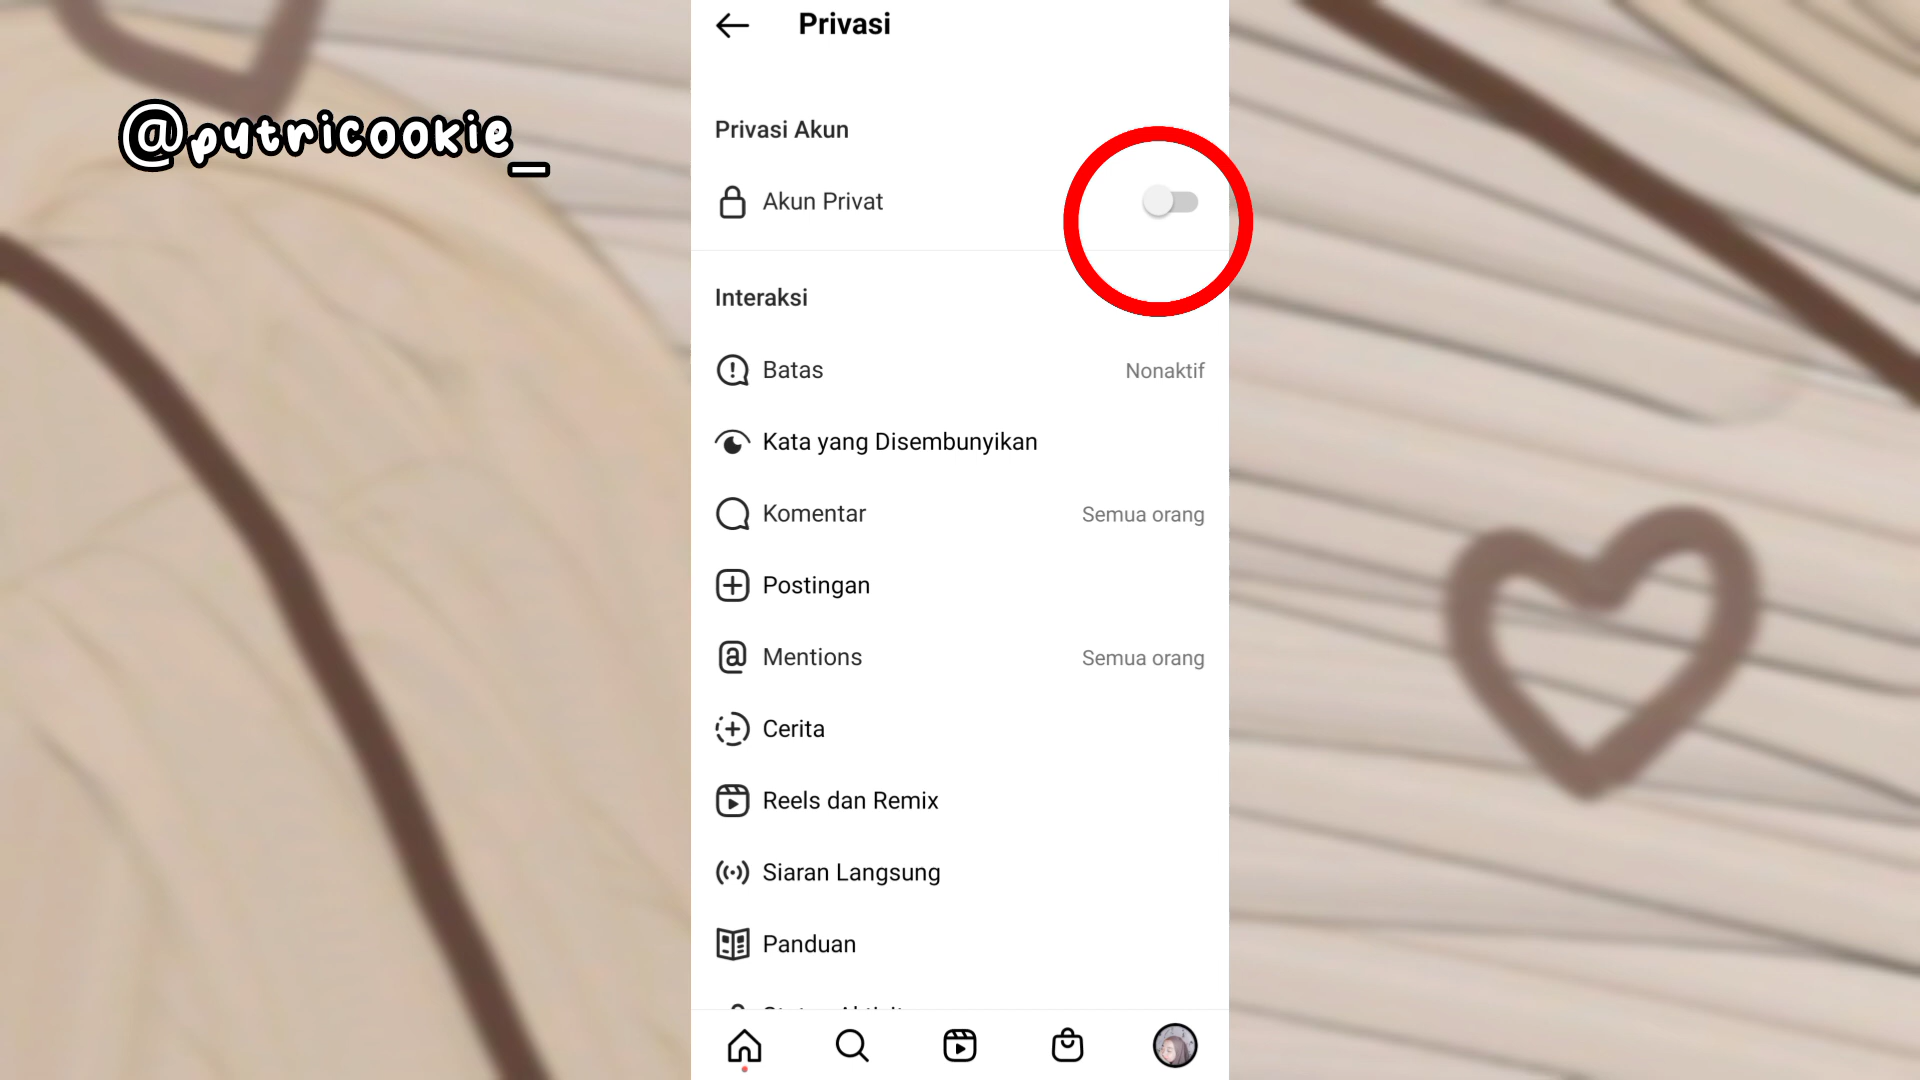 Privasi
@putricookie_
Privasi Akun
Akun Privat
Interaksi
Batas Nonaktif
Kata yang Disembunyikan
Komentar Semua orang
Postingan
Mentions Semua orang
Cerita
Reels dan Remix
Siaran Langsung
Panduan